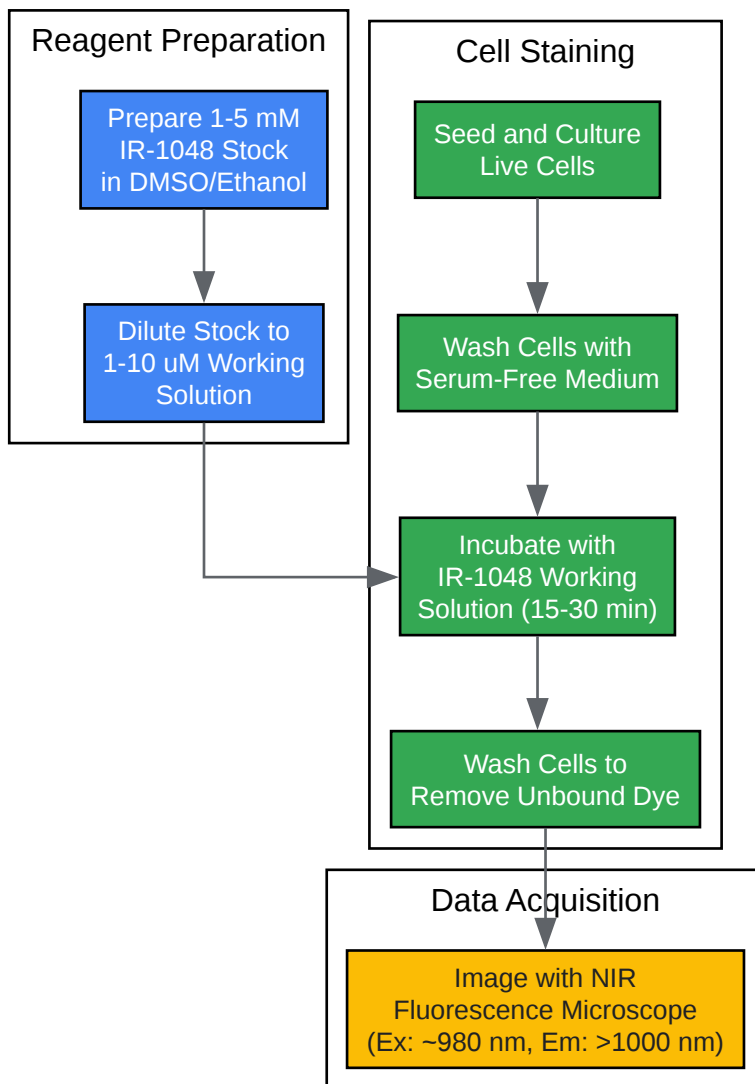 Reagent Preparation
Prepare 1-5 mM
IR-1048 Stock
in DMSO/Ethanol
Dilute Stock to
1-10 uM Working
Solution
Cell Staining
Seed and Culture
Live Cells
Wash Cells with
Serum-Free Medium
Incubate with
IR-1048 Working
Solution (15-30 min)
Wash Cells to
Remove Unbound Dye
Data Acquisition
Image with NIR
Fluorescence Microscope
(Ex: ~980 nm, Em: >1000 nm)